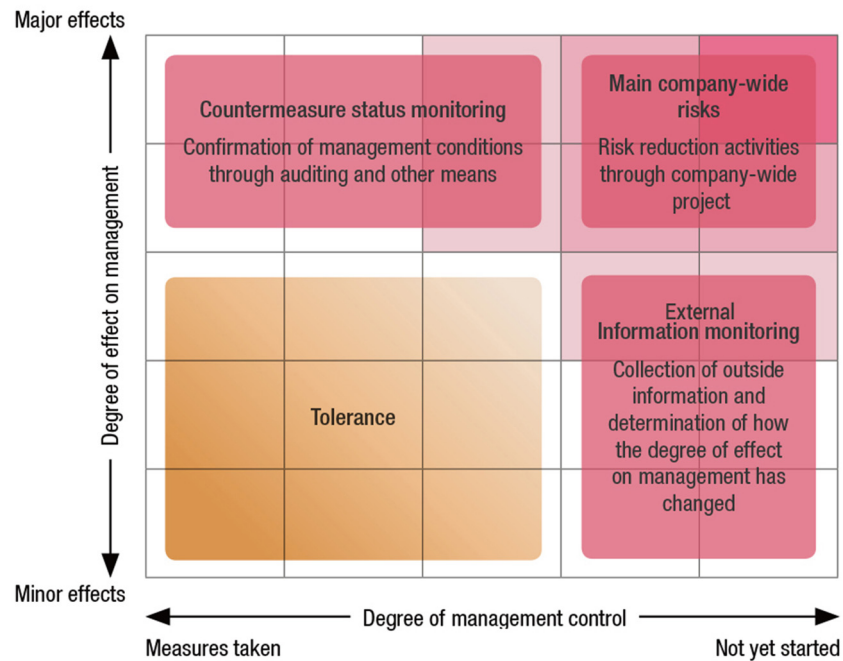 Major effects
Countermeasure status monitoring
Confirmation of management conditions
through auditing and other means
Main company-wide
risks
Risk reduction activities
through company-wide
project
Degree of effect on management
External
Information monitoring
Collection of outside
information and
determination of how
the degree of effect
on management has
changed
Tolerance
Minor effects
Degree of management control
Measures taken
Not yet started